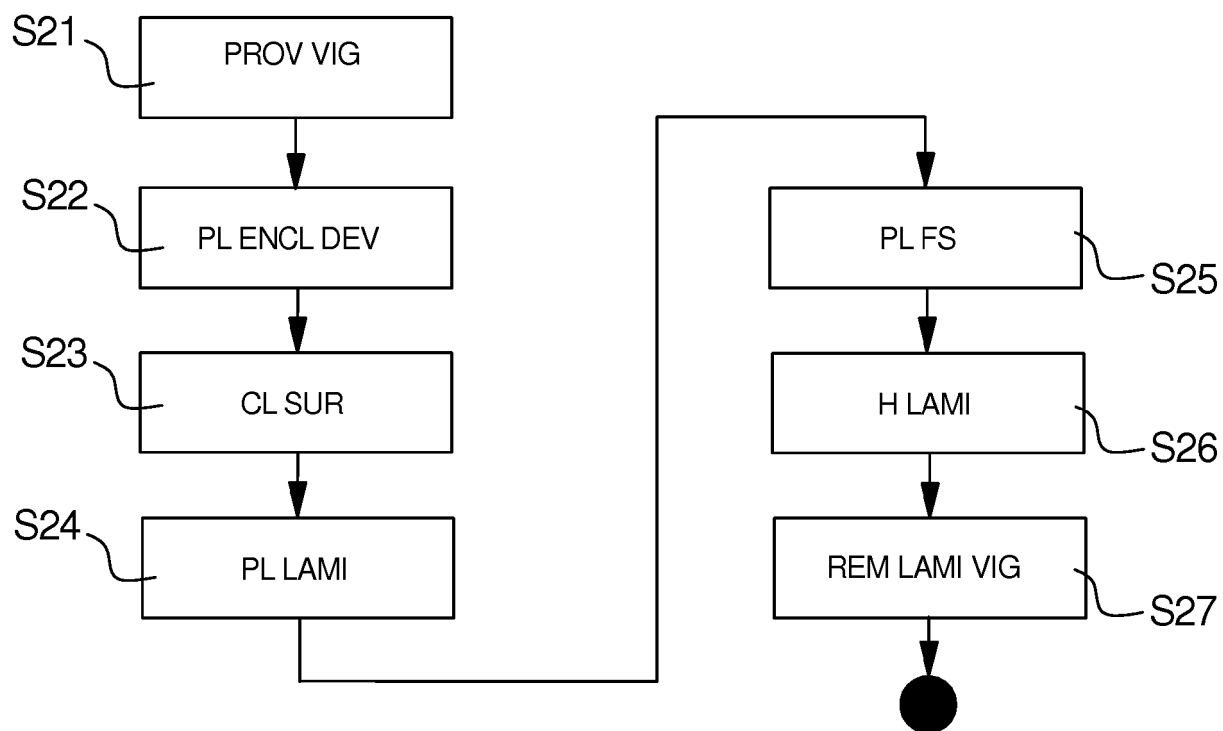 S21
PROV VIG
S22
PL ENCL DEV
S23
CL SUR
S24
PL LAMI
PL FS
S25
H LAMI
S26
REM LAMI VIG
S27